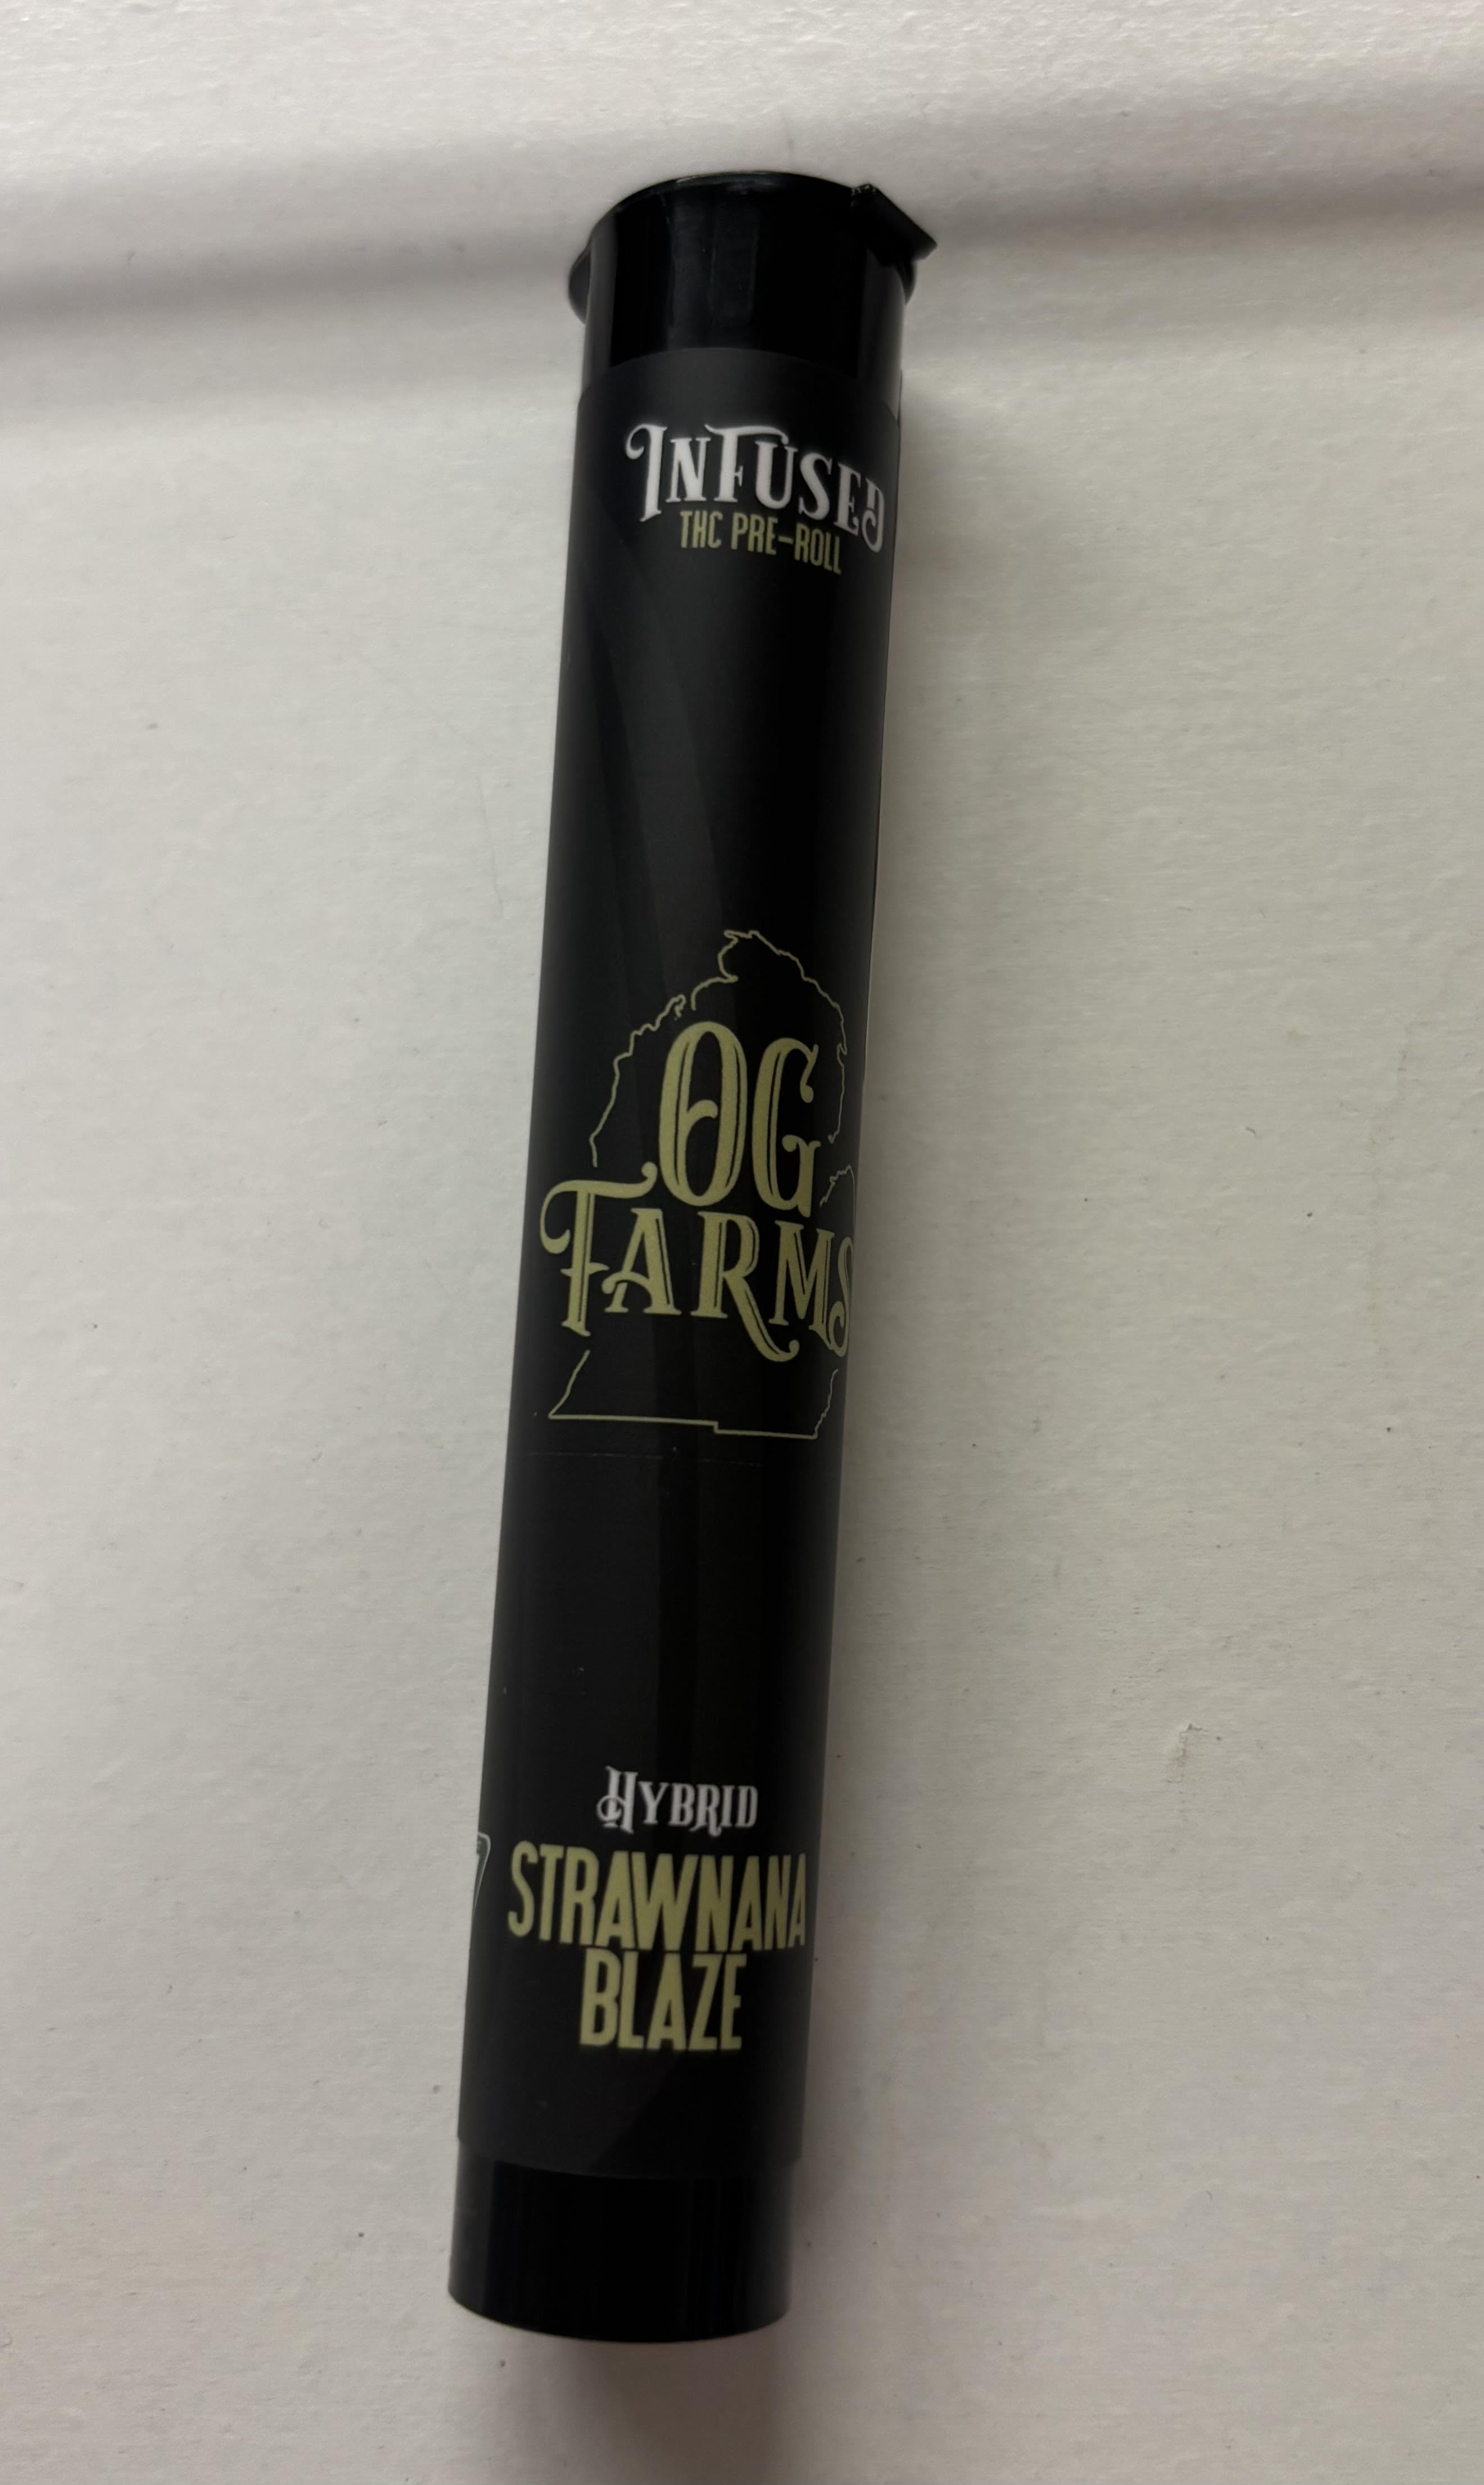 INFUSED
THC PRE-ROLL
OG
FARMS
HYBRID
STRAWNANA
BLAZE